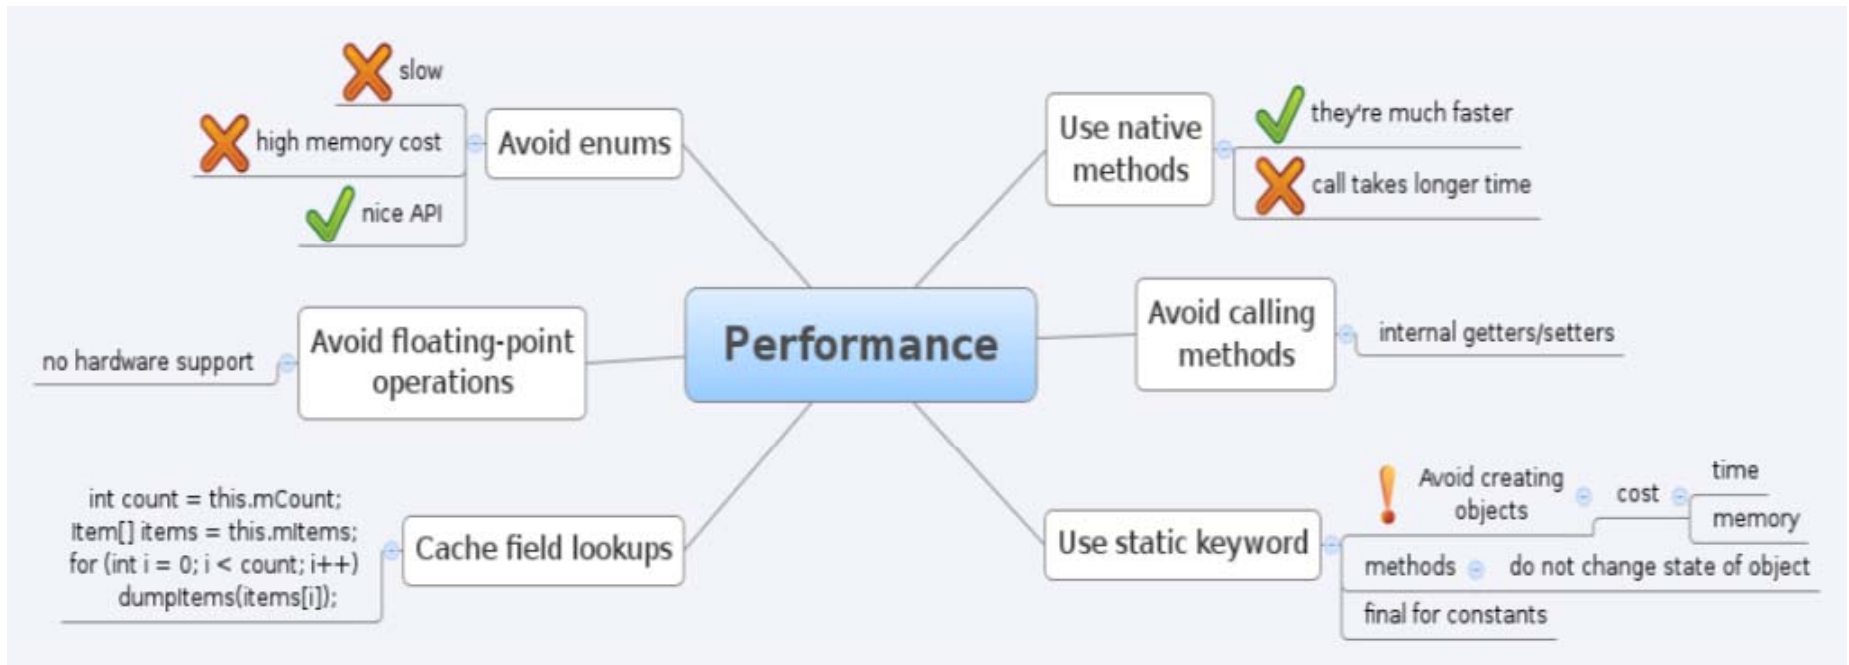 slow
high memory cost
nice API
Avoid enums
Use native
methods
they're much faster
call takes longer time
no hardware support
Avoid floating-point
operations
Performance
Avoid calling
methods
internal getters/setters
int count = this.mCount;
Item[] items = this.mItems;
for (int i = 0; i < count; i++)
dumpItems(items[i]);
Cache field lookups
Use static keyword
Avoid creating
objects
cost
time
memory
methods
do not change state of object
final for constants